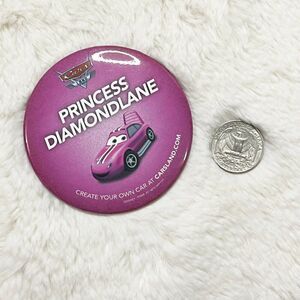 Cars
PRINCESS
DIAMONDLANE
CREATE YOUR OWN CAR AT CARSLAND.COM